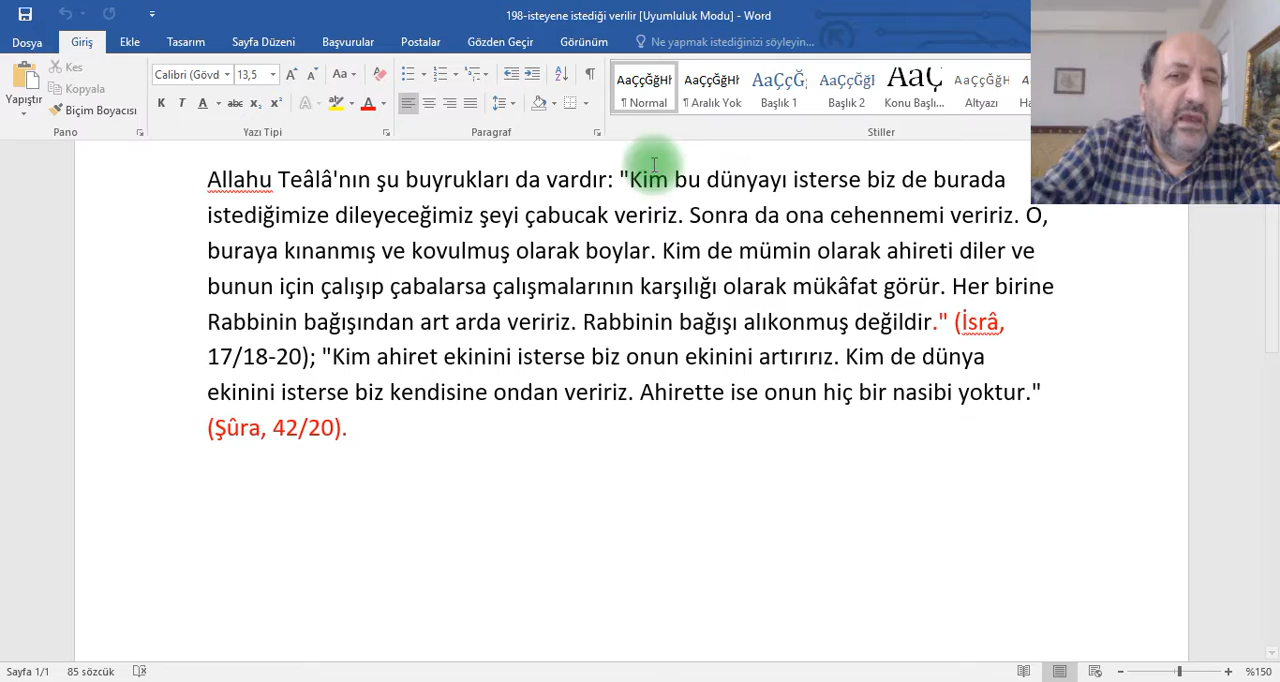 198-isteyene istediği verilir [Uyumluluk Modu] - Word
Dosya Giriş Ekle Tasarım Sayfa Düzeni Başvurular Postalar Gözden Geçir Görünüm Ne yapmak istediğinizi söyleyin...
Yapıştır
Kes
Kopyala
Biçim Boyacısı
Pano
Calibri (Gövd 13,5
Aa
K T A abc x₂ x²
A A
Yazı Tipi
Paragraf
AaÇçĞğHł AaÇçĞğHł AaÇçĞ AaÇçĞğI AaÇ AaÇçĞğH
¶ Normal ¶ Aralık Yok Başlık 1 Başlık 2 Konu Başlı... Altyazı
Stiller
Allahu Teâlâ'nın şu buyrukları da vardır: "Kim bu dünyayı isterse biz de burada
istediğimize dileyeceğimiz şeyi çabucak veririz. Sonra da ona cehennemi veririz. O,
buraya kınanmış ve kovulmuş olarak boylar. Kim de mümin olarak ahireti diler ve
bunun için çalışıp çabalarsa çalışmalarının karşılığı olarak mükâfat görür. Her birine
Rabbinin bağışından art arda veririz. Rabbinin bağışı alıkonmuş değildir." (İsrâ,
17/18-20); "Kim ahiret ekinini isterse biz onun ekinini artırırız. Kim de dünya
ekinini isterse biz kendisine ondan veririz. Ahirette ise onun hiç bir nasibi yoktur."
(Şûra, 42/20).
Sayfa 1/1 85 sözcük
%150